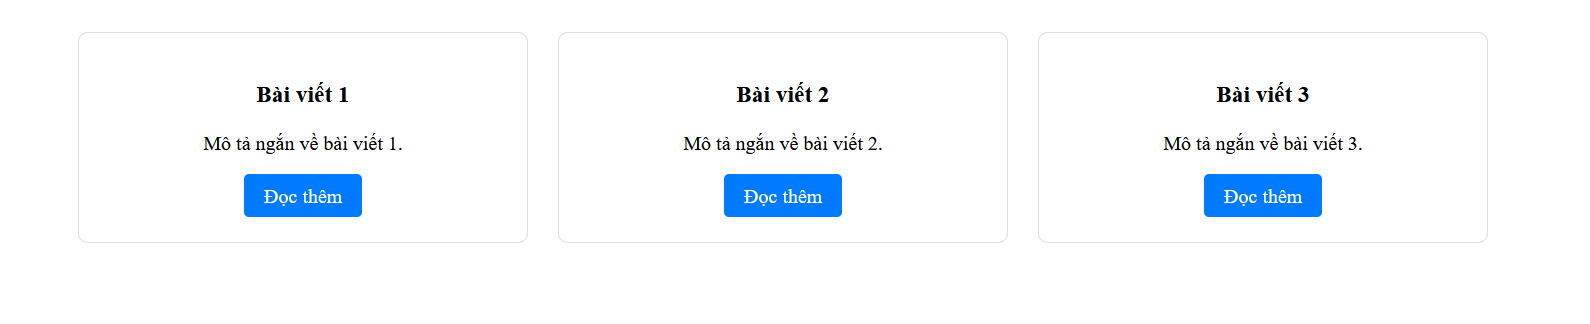 Bài viết 1
Mô tả ngắn về bài viết 1.
Đọc thêm
Bài viết 2
Mô tả ngắn về bài viết 2.
Đọc thêm
Bài viết 3
Mô tả ngắn về bài viết 3.
Đọc thêm